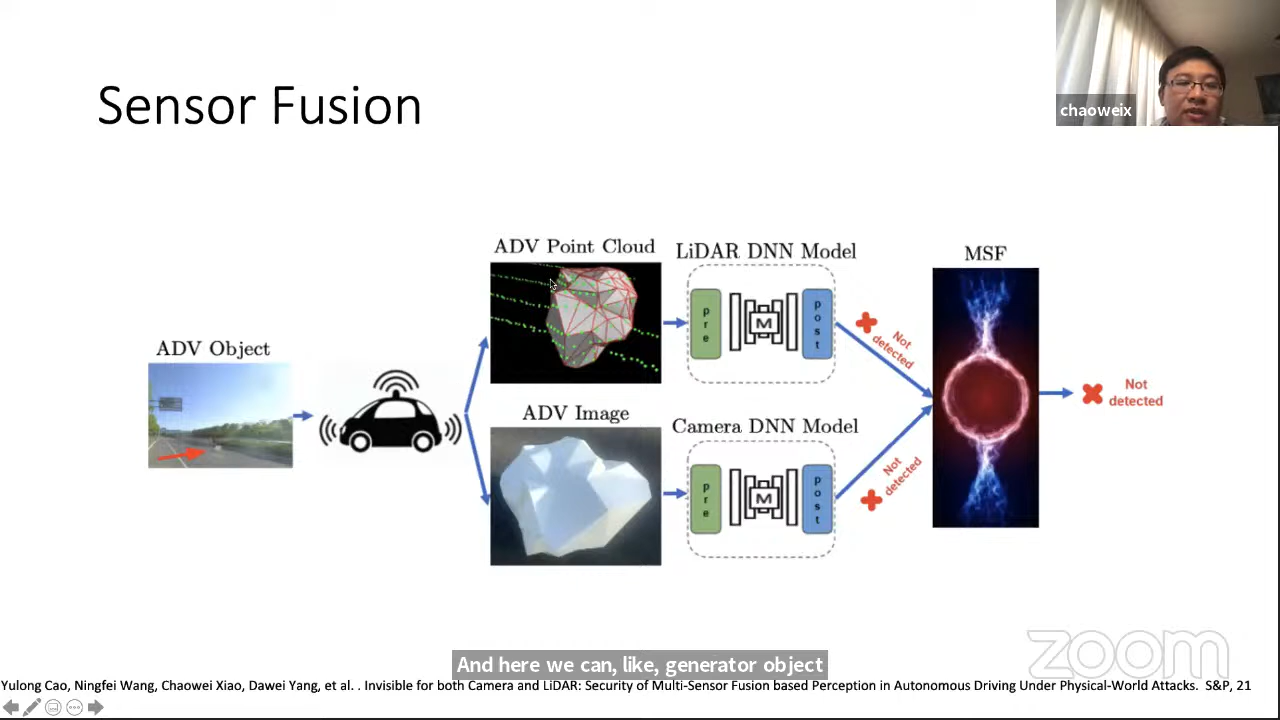 Sensor Fusion
chaoweix
ADV Point Cloud
LiDAR DNN Model
MSF
ADV Object
pre
M
post
Not
detected
ADV Image
Camera DNN Model
pre
M
post
Not
detected
Not
detected
And here we can, like, generator object
zoom
Yulong Cao, Ningfei Wang, Chaowei Xiao, Dawei Yang, et al. . Invisible for both Camera and LiDAR: Security of Multi-Sensor Fusion based Perception in Autonomous Driving Under Physical-World Attacks. S&P, 21